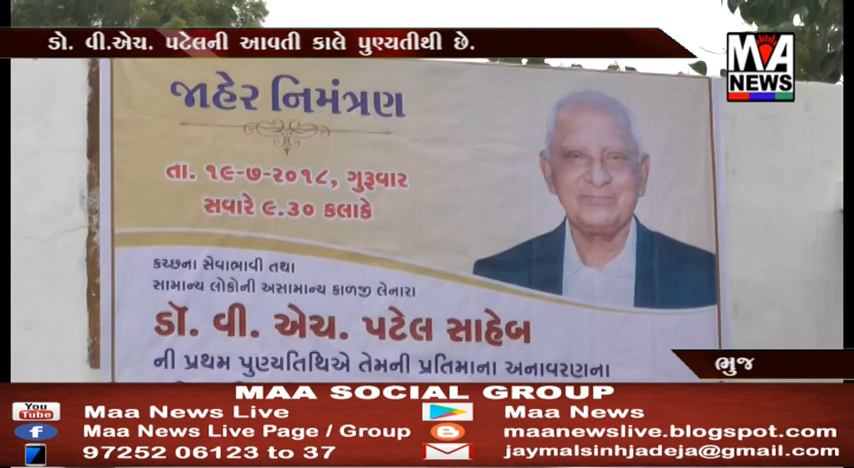 ડો. વી.એચ. પટેલની આવતી કાલે પુણ્યતીથી છે.
MAA
NEWS
જાહેર નિમંત્રણ
તા. ૧૯-૭-૨૦૧૮, ગુરૂવાર
સવારે ૯.૩૦ કલાકે
કચ્છના સેવાભાવી તથા
સામાન્ય લોકોની અસામાન્ય કાળજી લેનારા
ડૉ. વી. એચ. પટેલ સાહેબ
ની પ્રથમ પુણ્યતિથિએ તેમની પ્રતિમાના અનાવરણના
ભુજ
MAA SOCIAL GROUP
You Tube Maa News Live
Maa News
Maa News Live Page / Group
maanewslive.blogspot.com
97252 06123 to 37
jaymalsinhjadeja@gmail.com